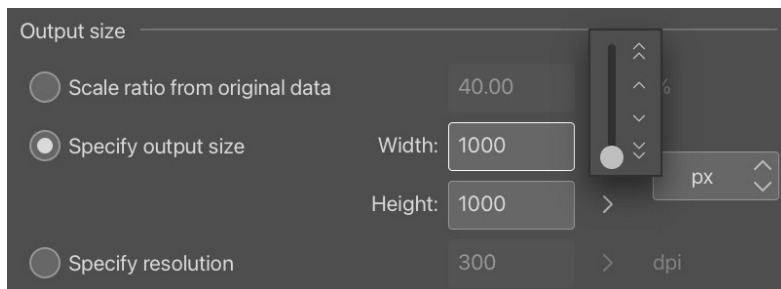 Output size
Scale ratio from original data 40.00 %
Specify output size Width: 1000
px
Height: 1000
Specify resolution 300 dpi